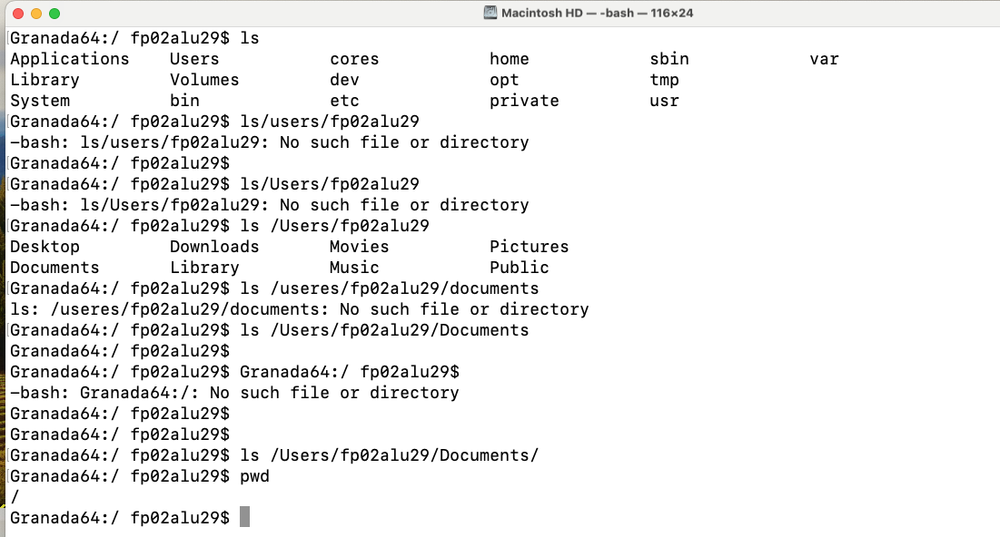 Macintosh HD — -bash — 116×24
Granada64:/ fp02alu29$ ls
Applications Users cores home sbin var
Library Volumes dev opt tmp
System bin etc private usr
Granada64:/ fp02alu29$ ls/users/fp02alu29
-bash: ls/users/fp02alu29: No such file or directory
Granada64:/ fp02alu29$
Granada64:/ fp02alu29$ ls/Users/fp02alu29
-bash: ls/Users/fp02alu29: No such file or directory
Granada64:/ fp02alu29$ ls /Users/fp02alu29
Desktop Downloads Movies Pictures
Documents Library Music Public
Granada64:/ fp02alu29$ ls /useres/fp02alu29/documents
ls: /useres/fp02alu29/documents: No such file or directory
Granada64:/ fp02alu29$ ls /Users/fp02alu29/Documents
Granada64:/ fp02alu29$
Granada64:/ fp02alu29$ Granada64:/ fp02alu29$
-bash: Granada64:/: No such file or directory
Granada64:/ fp02alu29$
Granada64:/ fp02alu29$
Granada64:/ fp02alu29$ ls /Users/fp02alu29/Documents/
Granada64:/ fp02alu29$ pwd
/
Granada64:/ fp02alu29$